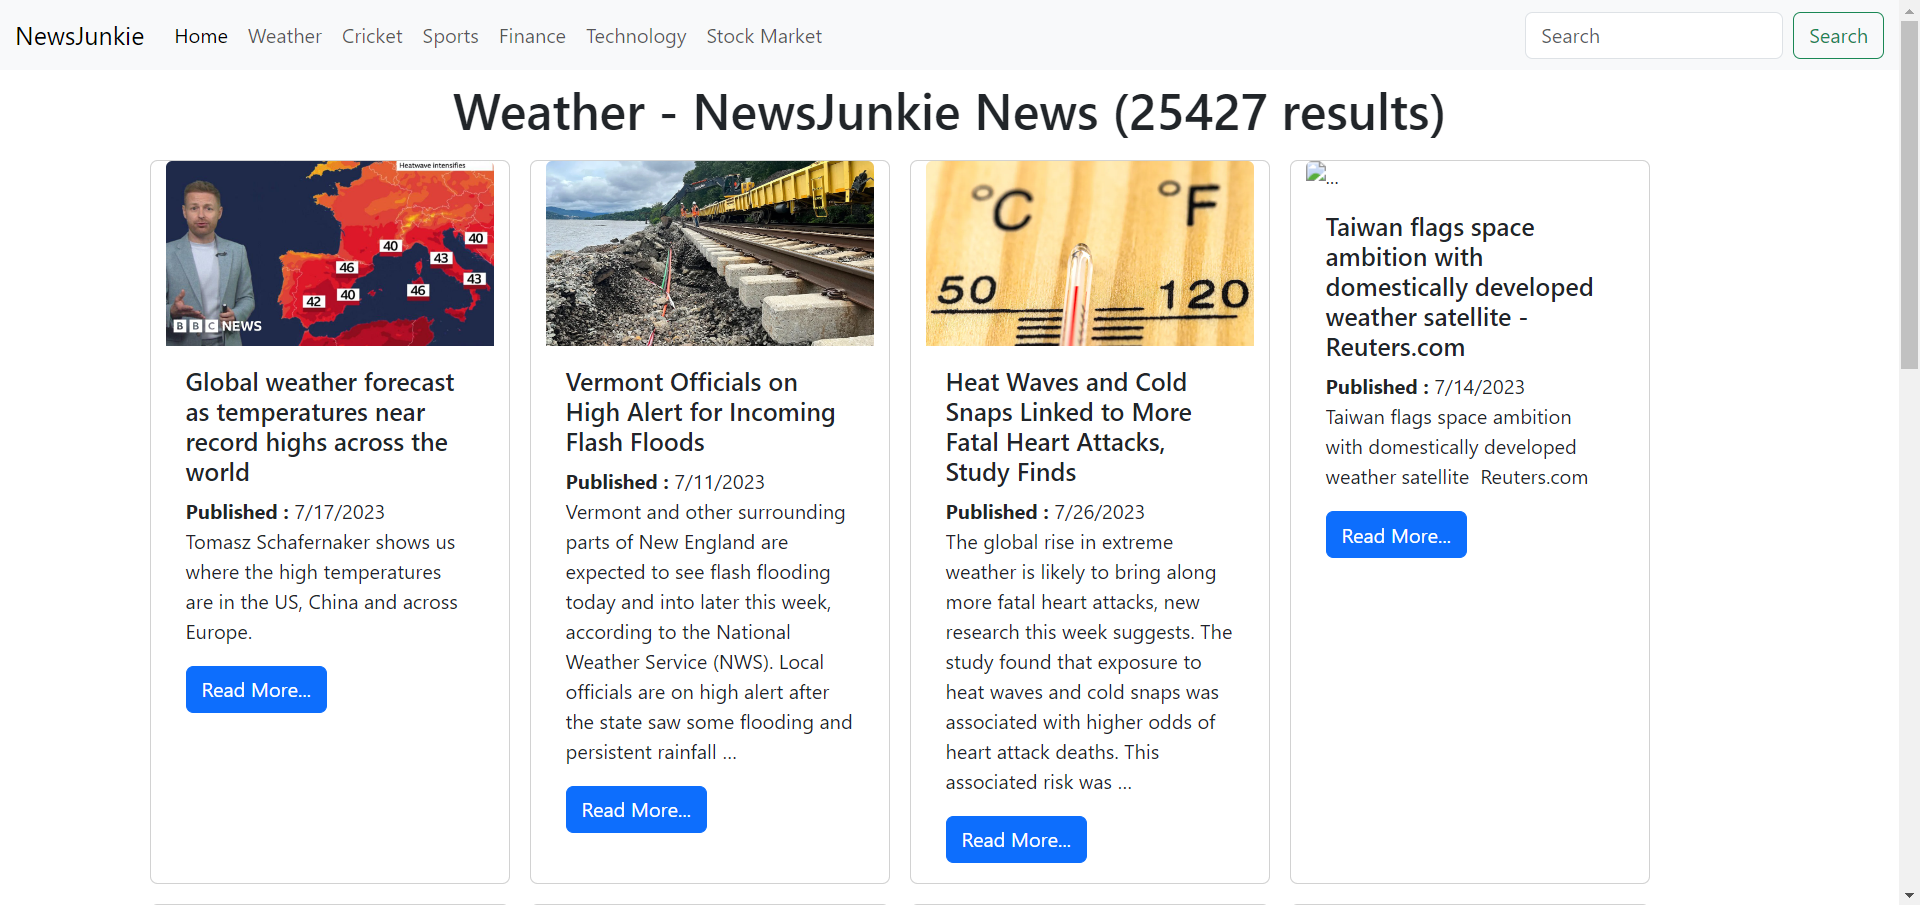 NewsJunkie Home Weather Cricket Sports Finance Technology Stock Market Search Search
Weather - NewsJunkie News (25427 results)
Heatwave intensifies
40
40
43
46
43
42
40
46
BBC NEWS
Global weather forecast
as temperatures near
record highs across the
world
Published : 7/17/2023
Tomasz Schafernaker shows us
where the high temperatures
are in the US, China and across
Europe.
Read More...
Vermont Officials on
High Alert for Incoming
Flash Floods
Published : 7/11/2023
Vermont and other surrounding
parts of New England are
expected to see flash flooding
today and into later this week,
according to the National
Weather Service (NWS). Local
officials are on high alert after
the state saw some flooding and
persistent rainfall ...
Read More...
°C °F
50 120
Heat Waves and Cold
Snaps Linked to More
Fatal Heart Attacks,
Study Finds
Published : 7/26/2023
The global rise in extreme
weather is likely to bring along
more fatal heart attacks, new
research this week suggests. The
study found that exposure to
heat waves and cold snaps was
associated with higher odds of
heart attack deaths. This
associated risk was ...
Read More...
...
Taiwan flags space
ambition with
domestically developed
weather satellite -
Reuters.com
Published : 7/14/2023
Taiwan flags space ambition
with domestically developed
weather satellite  Reuters.com
Read More...